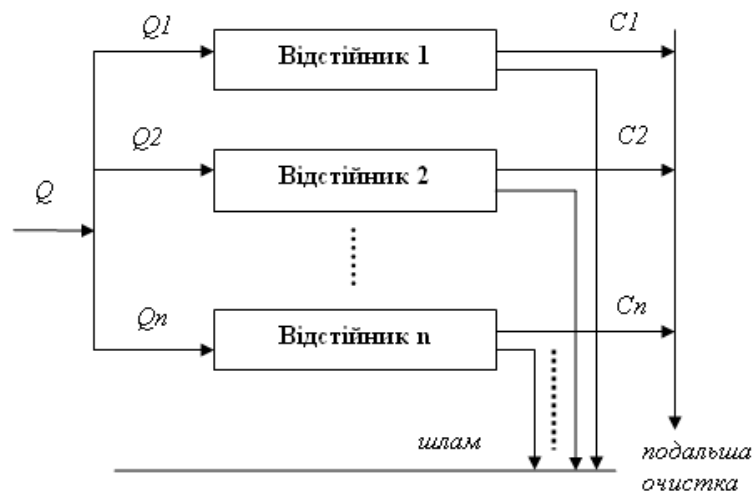 Q1
Відстійник 1
C1
Q2
Відстійник 2
C2
Q
Qn
Відстійник n
Cn
шлам
подальша
очистка